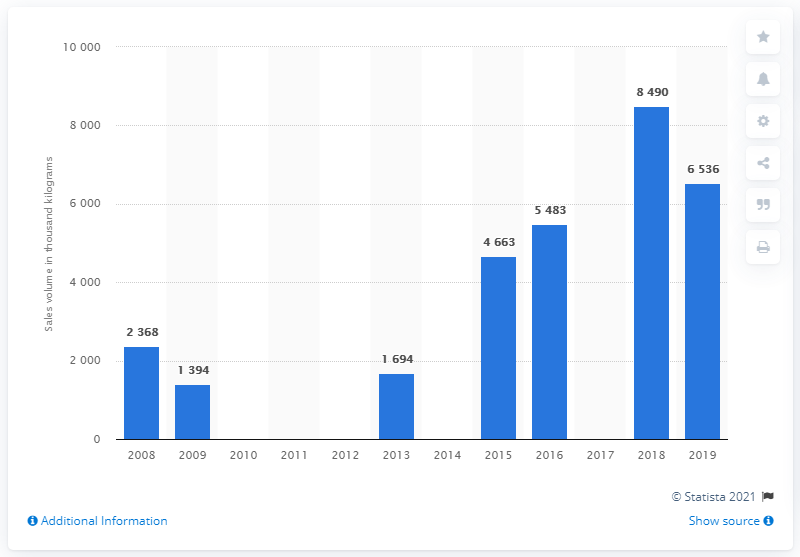 10 000
8 000
6 000
4 000
2 000
0
Sales volume in thousand kilograms
2 368
1 394
1 694
4 663
5 483
8 490
6 536
2008 2009 2010 2011 2012 2013 2014 2015 2016 2017 2018 2019
© Statista 2021
Additional Information
Show source